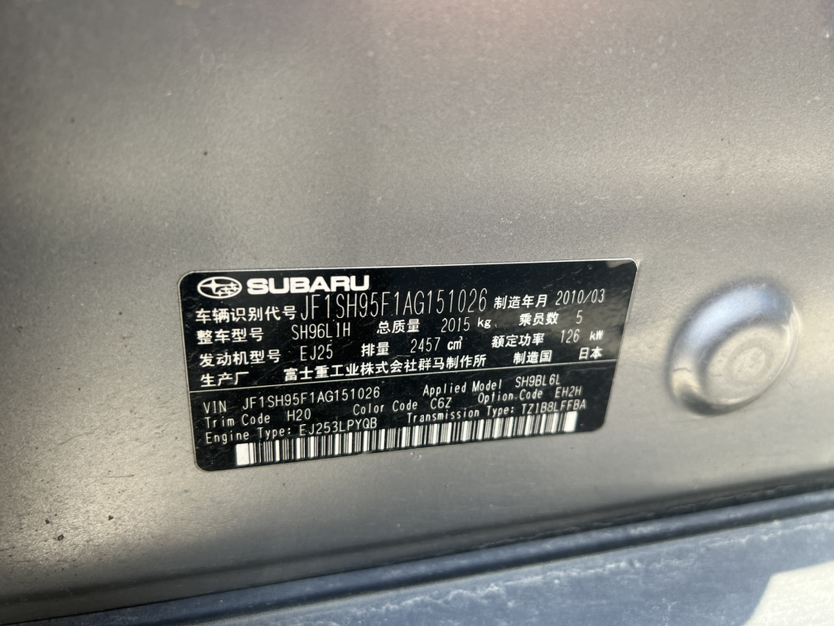 SUBARU
车辆识别代号 JF1SH95F1AG151026 制造年月 2010/03
整车型号 SH96L1H 总质量 2015 kg 乘员数 5
发动机型号 EJ25 排量 2457 cm³ 额定功率 126 kW
生产厂 富士重工业株式会社群马制作所 制造国 日本
VIN JF1SH95F1AG151026 Applied Model SH9BL6L
Trim Code H20 Color Code C6Z Option.Code EH2H
Engine Type: EJ253LPYQB Transmission Type: TZ1B8LFFBA